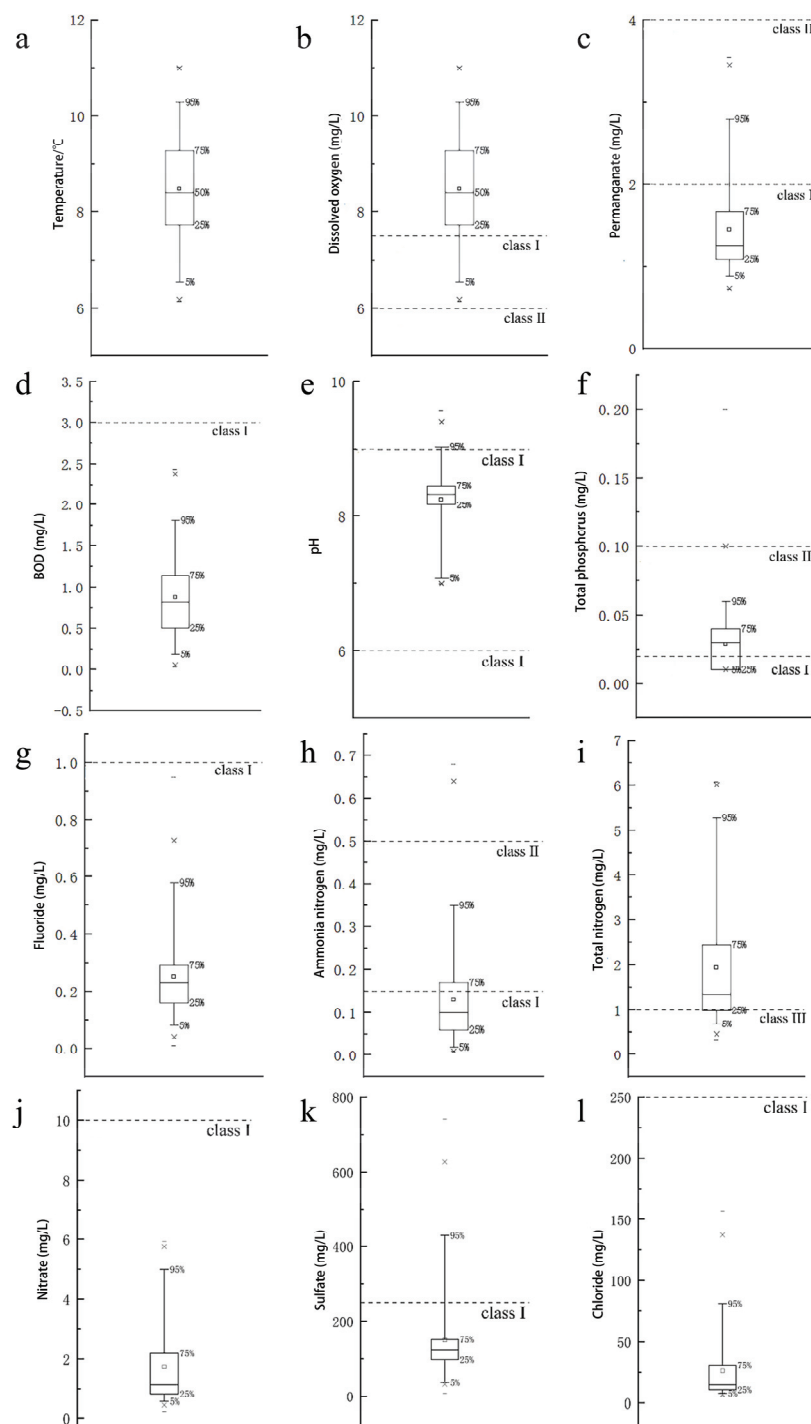 a
12
10
8
6
Temperature/℃
95%
75%
50%
25%
5%
b
12
10
8
6
Dissolved oxygen (mg/L)
95%
75%
50%
25%
5%
class I
class II
c
4
2
0
Permanganate (mg/L)
class II
95%
class I
75%
25%
5%
d
3.5
3.0
2.5
2.0
1.5
1.0
0.5
0.0
-0.5
BOD (mg/L)
class I
95%
75%
25%
5%
e
10
8
6
pH
95%
class I
75%
25%
5%
class I
f
0.20
0.15
0.10
0.05
0.00
Total phosphcrus (mg/L)
class II
95%
75%
class I
5%25%
g
1.0
0.8
0.6
0.4
0.2
0.0
Fluoride (mg/L)
class I
95%
75%
25%
5%
h
0.7
0.6
0.5
0.4
0.3
0.2
0.1
0.0
Ammonia nitrogen (mg/L)
class II
95%
75%
class I
25%
5%
i
7
6
5
4
3
2
1
0
Total nitrogen (mg/L)
95%
75%
25%
class III
5%
j
10
8
6
4
2
0
Nitrate (mg/L)
class I
95%
75%
25%
5%
k
800
600
400
200
0
Sulfate (mg/L)
95%
class I
75%
25%
5%
l
250
200
150
100
50
0
Chloride (mg/L)
class I
95%
75%
25%
5%